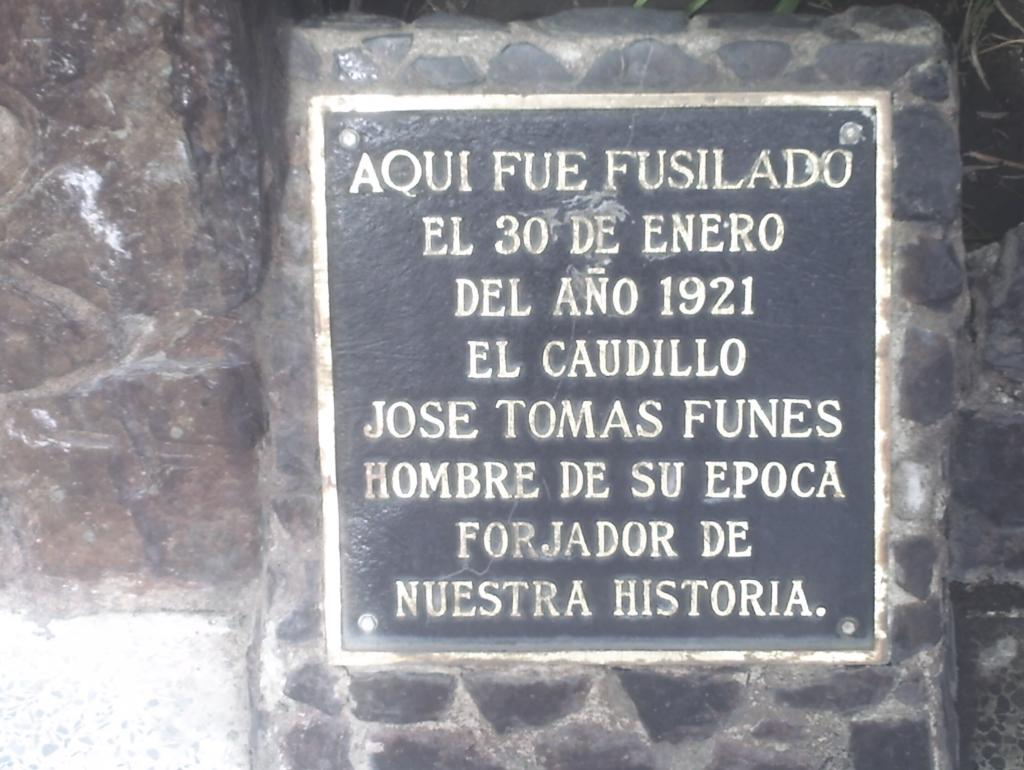 AQUI FUE FUSILADO
EL 30 DE ENERO
DEL AÑO 1921
EL CAUDILLO
JOSE TOMAS FUNES
HOMBRE DE SU EPOCA
FORJADOR DE
NUESTRA HISTORIA.